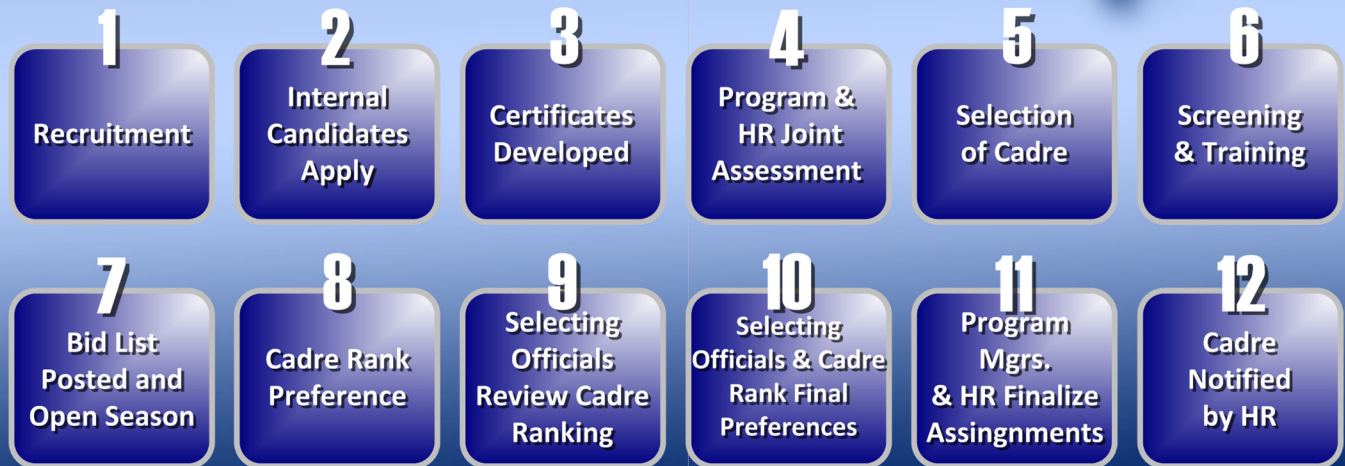 1
Recruitment
2
Internal
Candidates
Apply
3
Certificates
Developed
4
Program &
HR Joint
Assessment
5
Selection
of Cadre
6
Screening
& Training
7
Bid List
Posted and
Open Season
8
Cadre Rank
Preference
9
Selecting
Officials
Review Cadre
Ranking
10
Selecting
Officials & Cadre
Rank Final
Preferences
11
Program
Mgrs.
& HR Finalize
Assingnments
12
Cadre
Notified
by HR